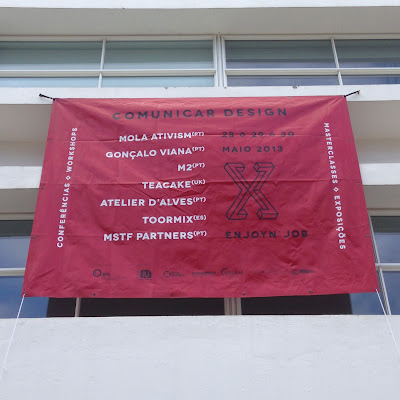 COMUNICAR DESIGN
CONFERÊNCIAS ◇ WORKSHOPS
MOLA ATIVISM(PT)
GONÇALO VIANA(PT)
M2(PT)
TEACAKE(UK)
ATELIER D'ALVES(PT)
TOORMIX(ES)
MSTF PARTNERS(PT)
28 e 29 e 30
MAIO 2013
X
ENJOYN' JOB
MASTERCLASSES ◇ EXPOSIÇÕES